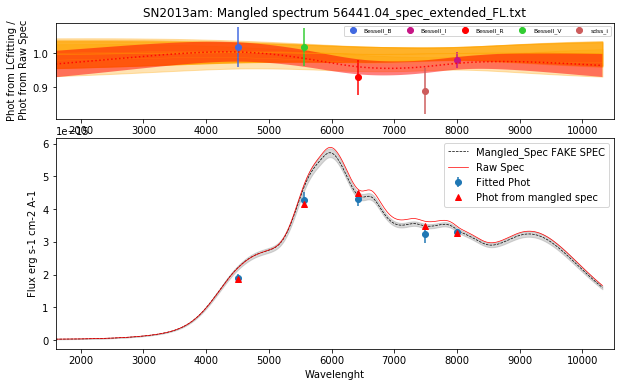 SN2013am: Mangled spectrum 56441.04_spec_extended_FL.txt
Phot from LCfitting /
Phot from Raw Spec
1.0
0.9
Bessell_B
Bessell_I
Bessell_R
Bessell_V
sdss_i
2000 3000 4000 5000 6000 7000 8000 9000 10000
6
5
4
3
2
1
0
Flux erg s-1 cm-2 A-1
Mangled_Spec FAKE SPEC
Raw Spec
Fitted Phot
Phot from mangled spec
2000 3000 4000 5000 6000 7000 8000 9000 10000
Wavelenght